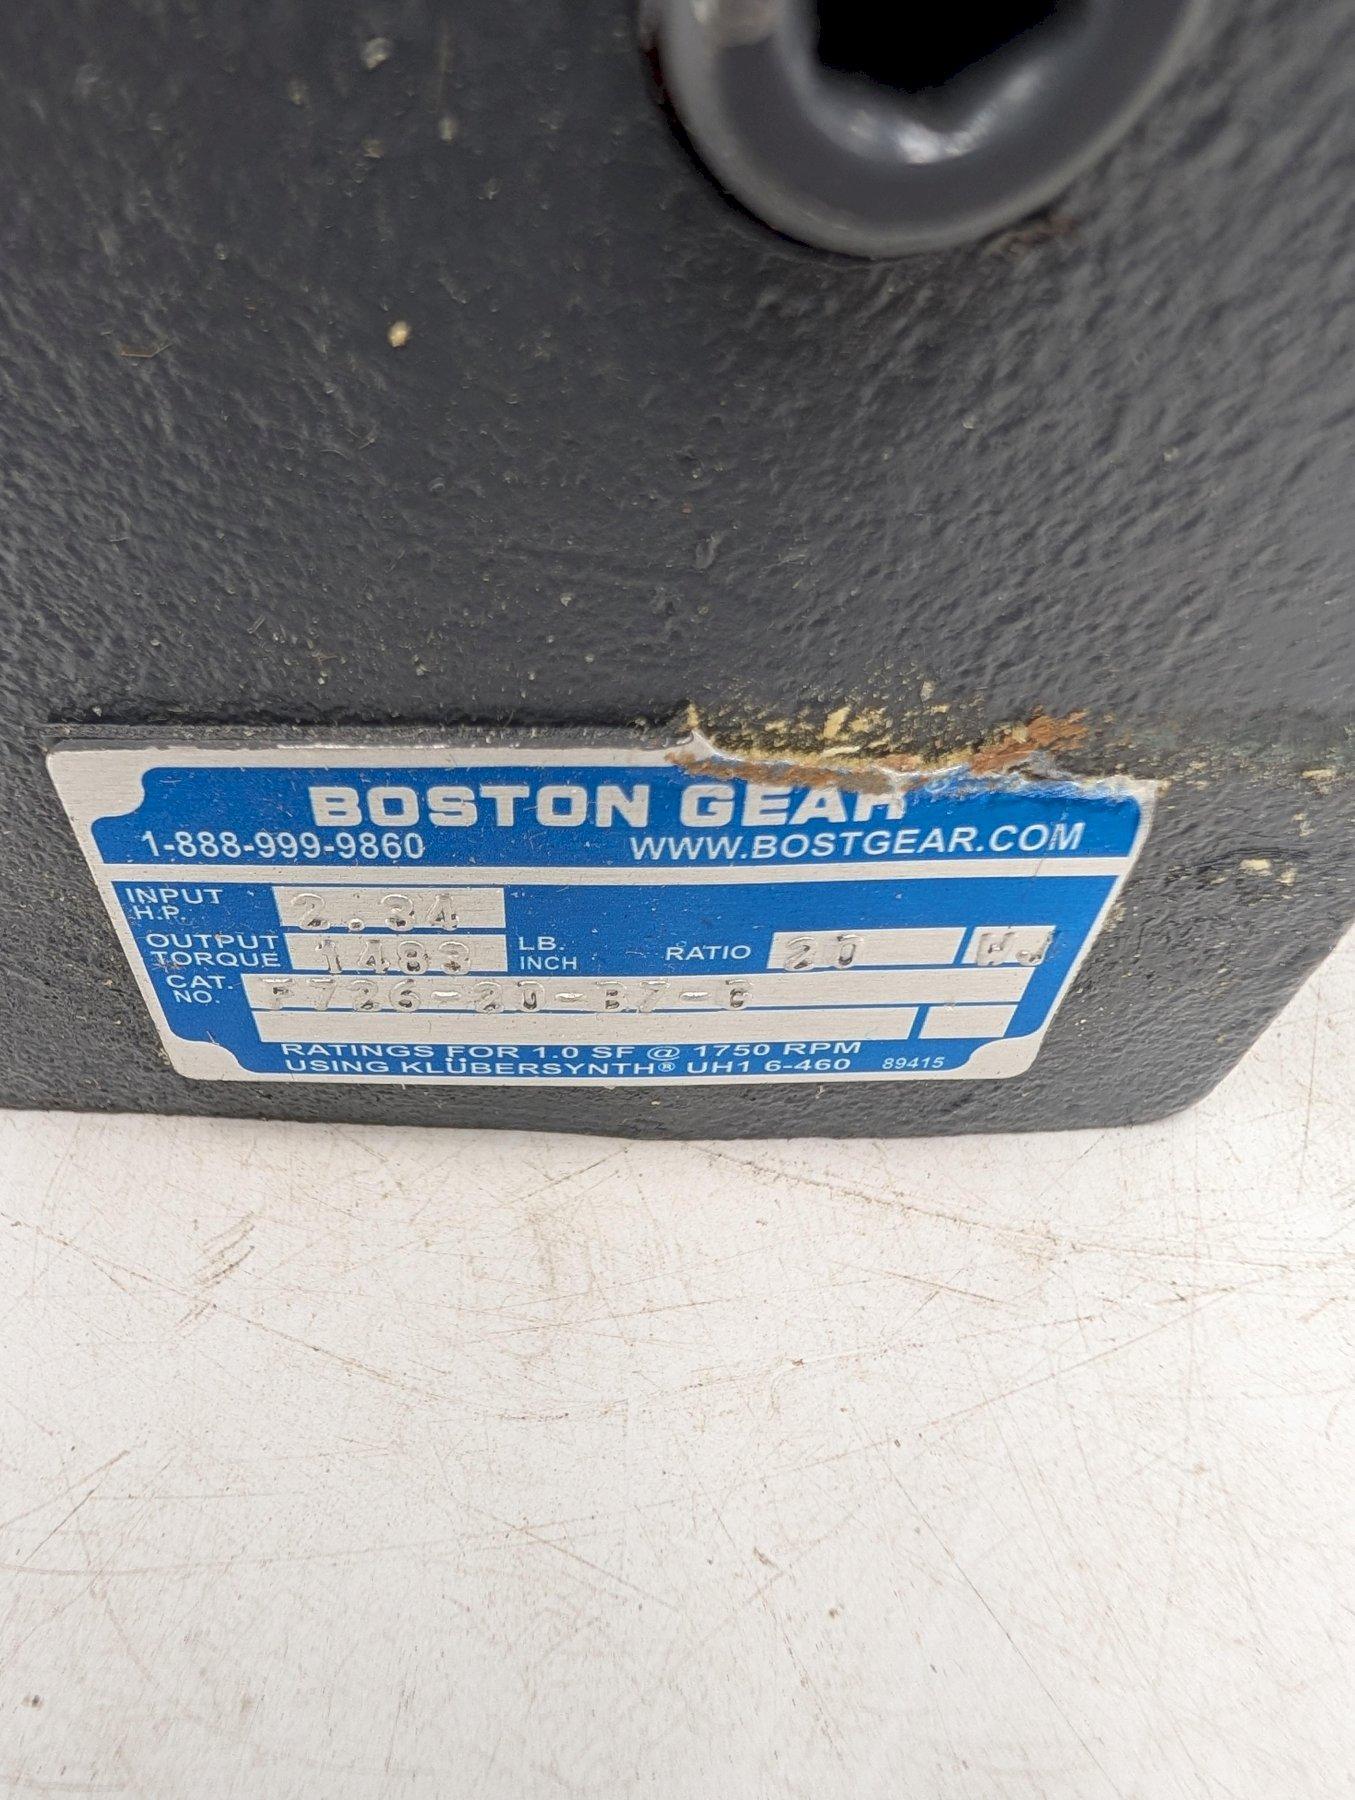 BOSTON GEAR
1-888-999-9860 WWW.BOSTGEAR.COM
INPUT H.P. 2.34
OUTPUT TORQUE 1483 LB. INCH RATIO 20 WJ
CAT. NO. F726-20-B7-G
RATINGS FOR 1.0 SF @ 1750 RPM
USING KLÜBERSYNTH® UH1 6-460 89415